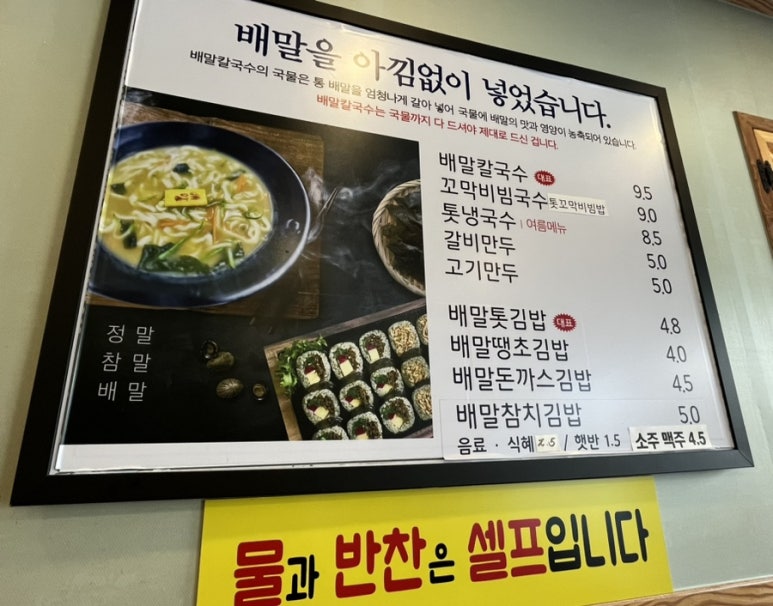 배말을 아낌없이 넣었습니다.
배말칼국수의 국물은 통 배말을 엄청나게 갈아 넣어 국물에 배말의 맛과 영양이 농축되어 있습니다.
배말칼국수는 국물까지 다 드셔야 제대로 드신 겁니다.
배말칼국수 대표 9.5
꼬막비빔국수 톳꼬막비빔밥 9.0
톳냉국수 | 여름메뉴 8.5
갈비만두 5.0
고기만두 5.0
배말톳김밥 대표 4.8
배말땡초김밥 4.0
배말돈까스김밥 4.5
배말참치김밥 5.0
음료 · 식혜 2.5 / 햇반 1.5 소주 맥주 4.5
정말
참말
배말
물과 반찬은 셀프입니다